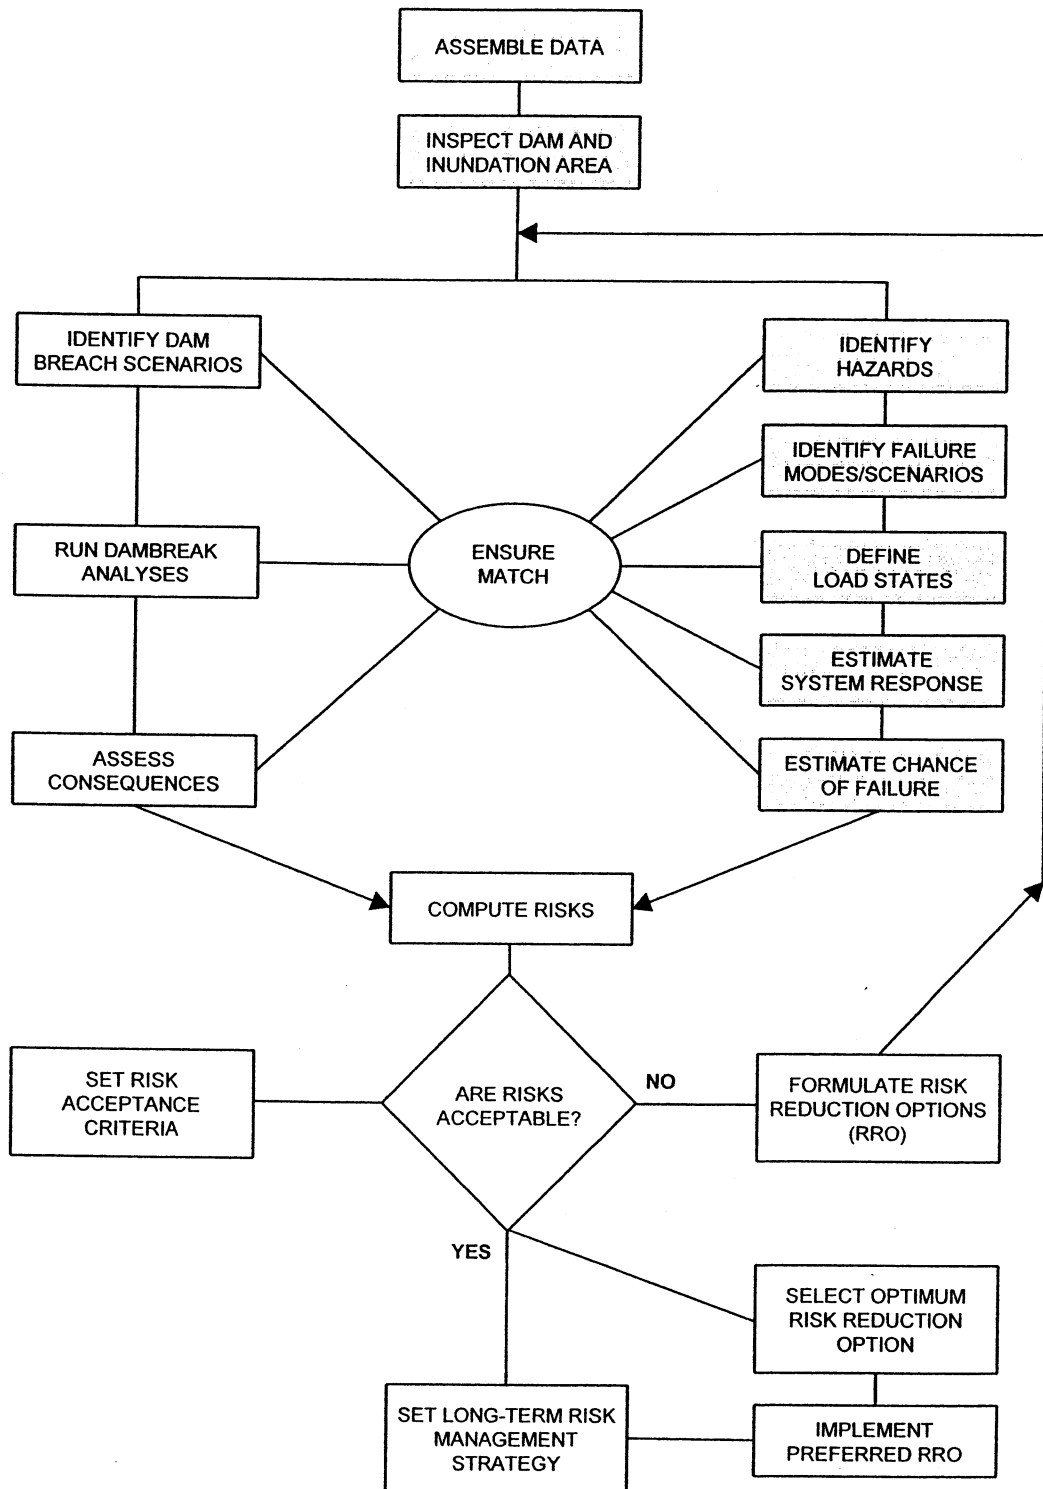 ASSEMBLE DATA
INSPECT DAM AND
INUNDATION AREA
IDENTIFY DAM
BREACH SCENARIOS
IDENTIFY
HAZARDS
IDENTIFY FAILURE
MODES/SCENARIOS
RUN DAMBREAK
ANALYSES
ENSURE
MATCH
DEFINE
LOAD STATES
ESTIMATE
SYSTEM RESPONSE
ASSESS
CONSEQUENCES
ESTIMATE CHANCE
OF FAILURE
COMPUTE RISKS
SET RISK
ACCEPTANCE
CRITERIA
ARE RISKS
ACCEPTABLE?
NO
FORMULATE RISK
REDUCTION OPTIONS
(RRO)
YES
SELECT OPTIMUM
RISK REDUCTION
OPTION
SET LONG-TERM RISK
MANAGEMENT
STRATEGY
IMPLEMENT
PREFERRED RRO